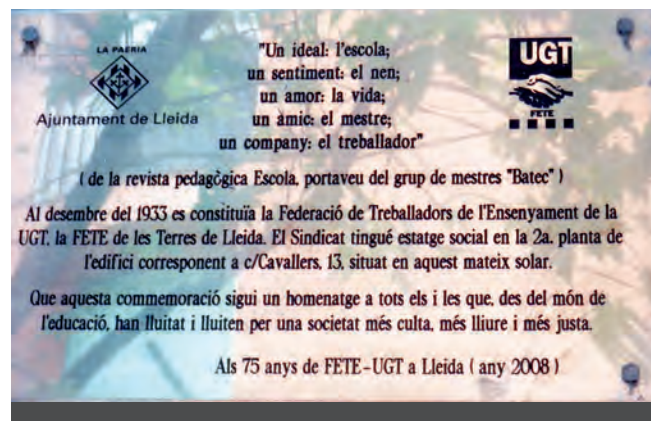 LA PAERIA
Ajuntament de Lleida
"Un ideal: l'escola;
un sentiment: el nen;
un amor: la vida;
un amic: el mestre;
un company: el treballador"
UGT
FETE
( de la revista pedagògica Escola, portaveu del grup de mestres "Batec" )
Al desembre del 1933 es constituïa la Federació de Treballadors de l'Ensenyament de la
UGT, la FETE de les Terres de Lleida. El Sindicat tingué estatge social en la 2a. planta de
l'edifici corresponent a c/Cavallers, 13, situat en aquest mateix solar.
Que aquesta commemoració sigui un homenatge a tots els i les que, des del món de
l'educació, han lluitat i lluiten per una societat més culta, més lliure i més justa.
Als 75 anys de FETE-UGT a Lleida ( any 2008 )